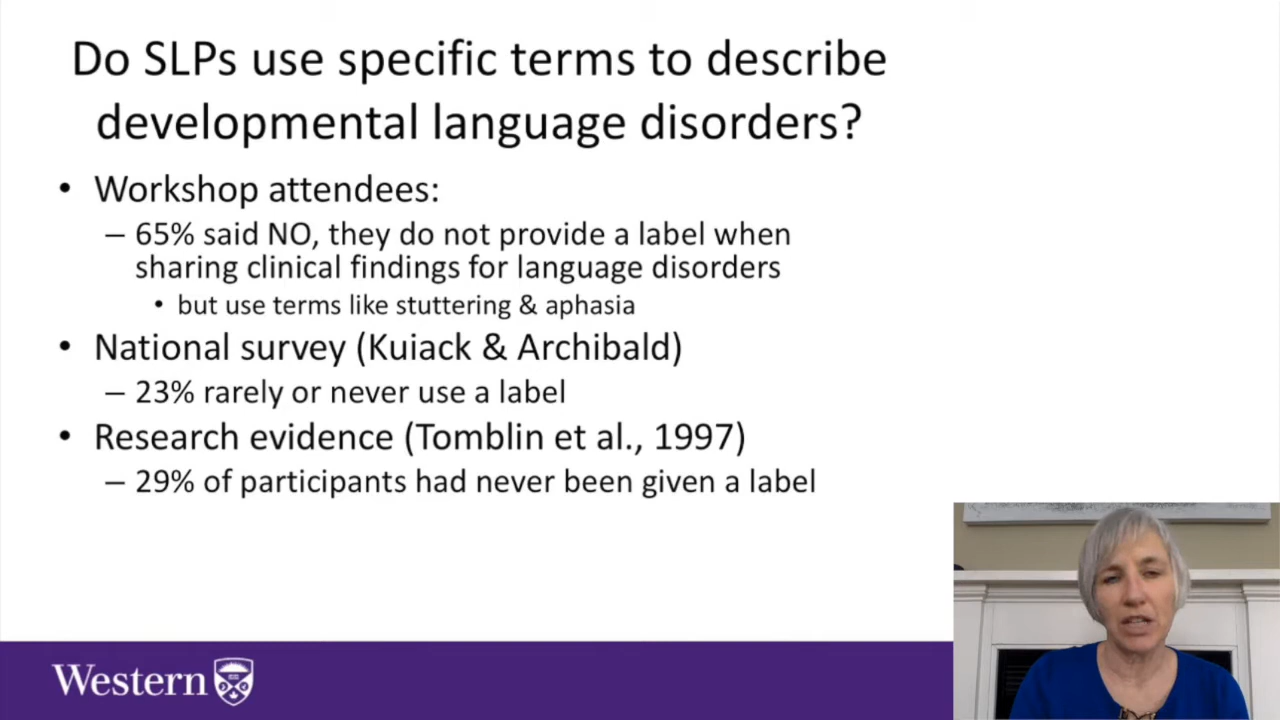 Do SLPs use specific terms to describe
developmental language disorders?
• Workshop attendees:
– 65% said NO, they do not provide a label when
sharing clinical findings for language disorders
• but use terms like stuttering & aphasia
• National survey (Kuiack & Archibald)
– 23% rarely or never use a label
• Research evidence (Tomblin et al., 1997)
– 29% of participants had never been given a label
Western